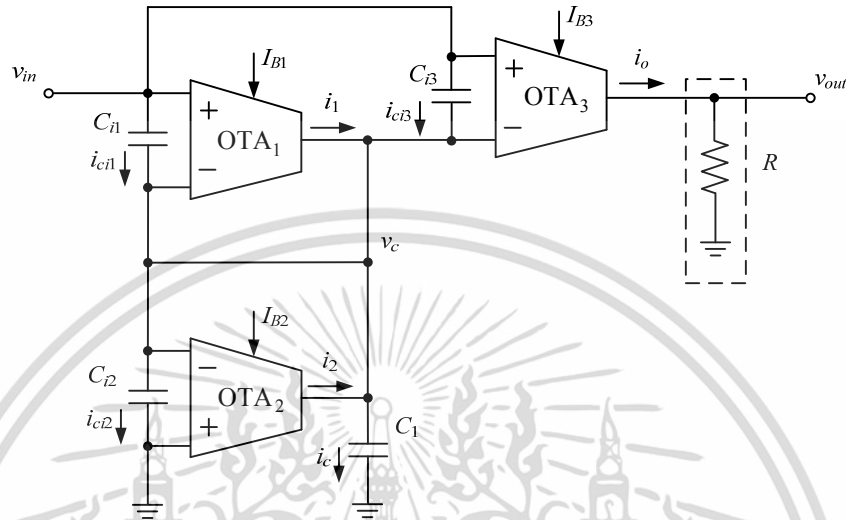 I_B1
I_B3
v_in
C_i3
i_o
v_out
+
+
OTA_3
C_i1
i_1
i_ci3
OTA_1
−
i_ci1
−
R
v_c
I_B2
i_2
−
C_i2
OTA_2
C_1
i_ci2
+
i_c